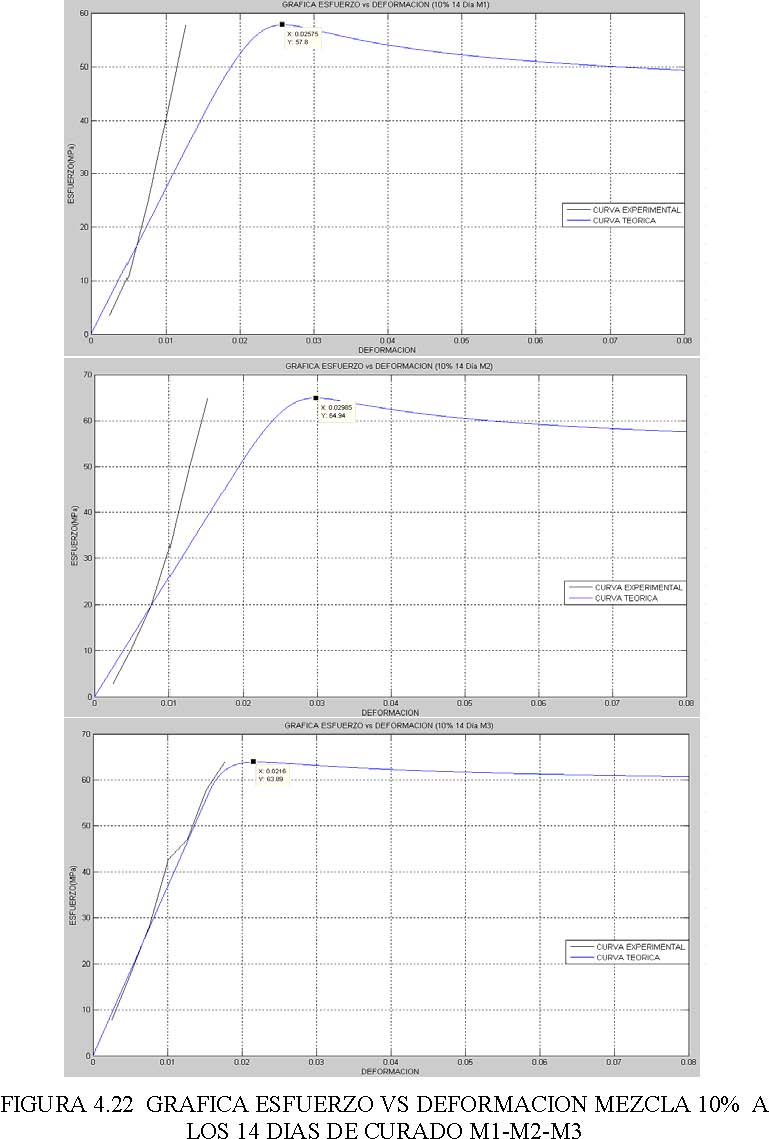 GRAFICA ESFUERZO vs DEFORMACION (10% 14 Dia M1)
60
50
40
30
20
10
0
ESFUERZO(MPa)
X: 0.02575
Y: 57.8
CURVA EXPERIMENTAL
CURVA TEORICA
0 0.01 0.02 0.03 0.04 0.05 0.06 0.07 0.08
DEFORMACION
GRAFICA ESFUERZO vs DEFORMACION (10% 14 Dia M2)
70
60
50
40
30
20
10
0
ESFUERZO(MPa)
X: 0.02985
Y: 64.94
CURVA EXPERIMENTAL
CURVA TEORICA
0 0.01 0.02 0.03 0.04 0.05 0.06 0.07 0.08
DEFORMACION
GRAFICA ESFUERZO vs DEFORMACION (10% 14 Dia M3)
70
60
50
40
30
20
10
0
ESFUERZO(MPa)
X: 0.0216
Y: 63.89
CURVA EXPERIMENTAL
CURVA TEORICA
0 0.01 0.02 0.03 0.04 0.05 0.06 0.07 0.08
DEFORMACION
FIGURA 4.22 GRAFICA ESFUERZO VS DEFORMACION MEZCLA 10% A
LOS 14 DIAS DE CURADO M1-M2-M3